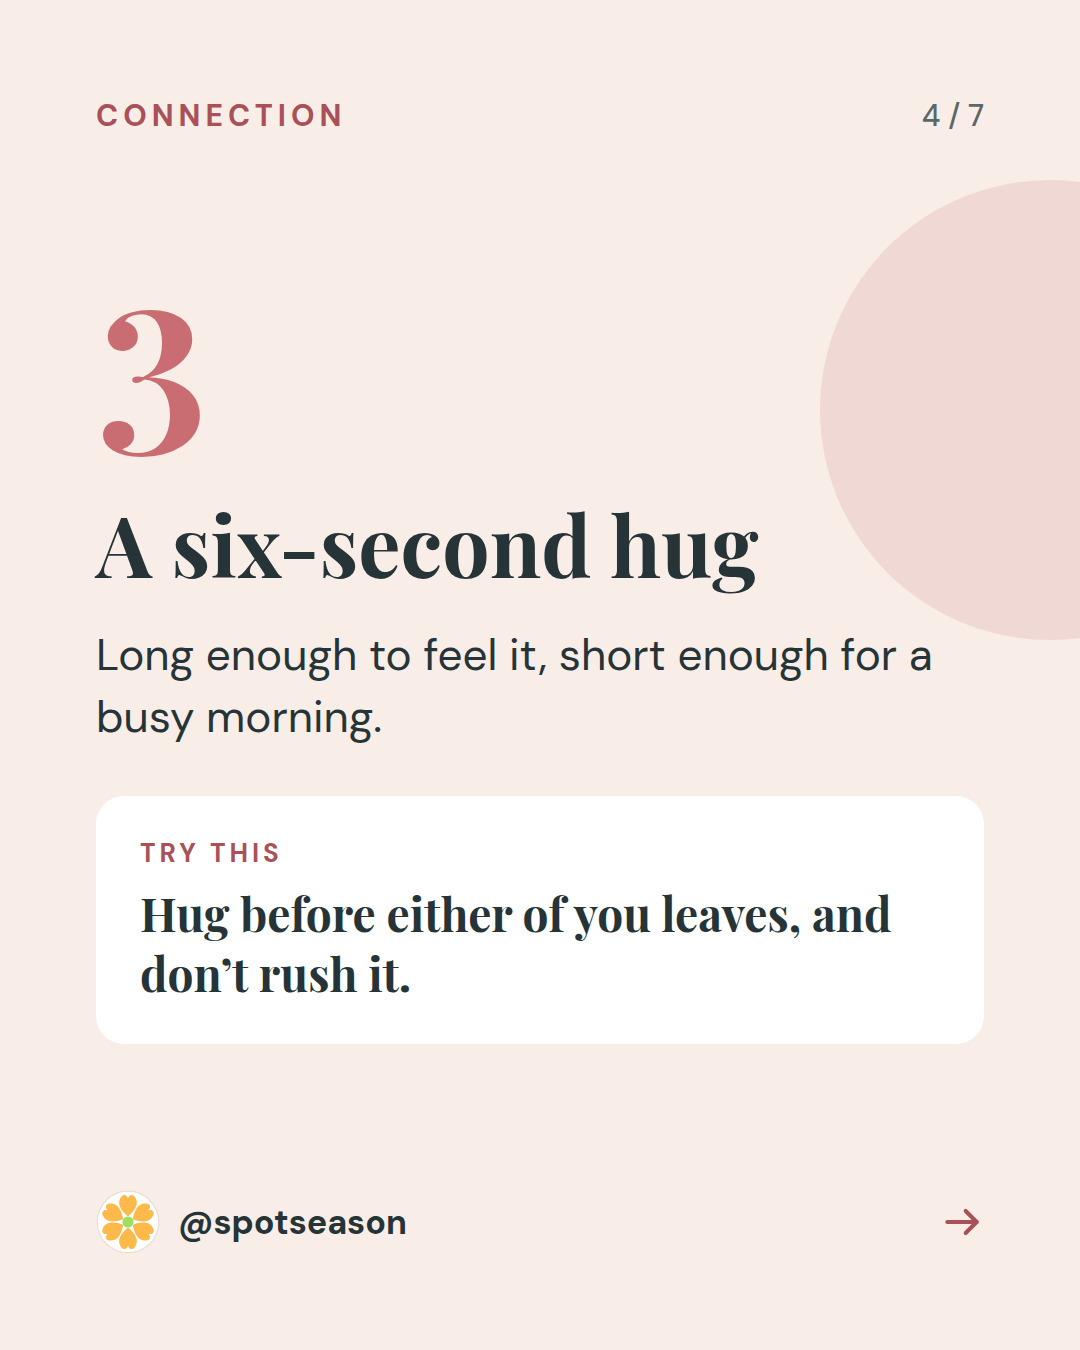 CONNECTION
4 / 7
3
A six-second hug
Long enough to feel it, short enough for a
busy morning.
TRY THIS
Hug before either of you leaves, and
don’t rush it.
@spotseason